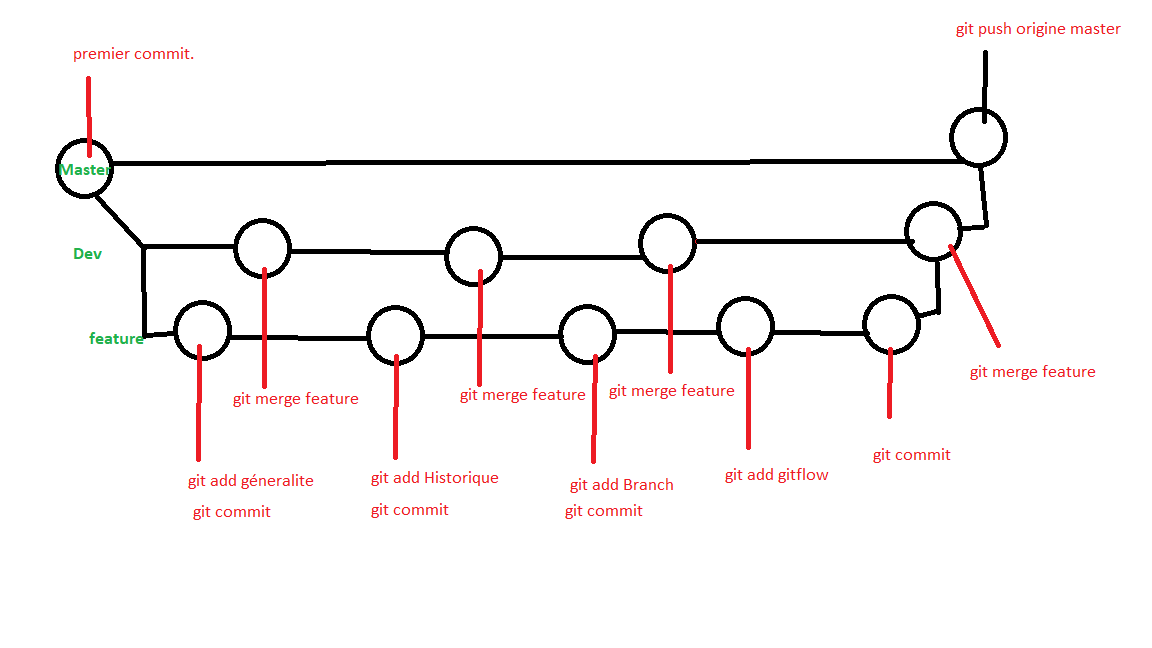 git push origine master
premier commit.
Master
Dev
feature
git merge feature
git merge feature
git merge feature
git merge feature
git add géneralite
git commit
git add Historique
git commit
git add Branch
git commit
git add gitflow
git commit